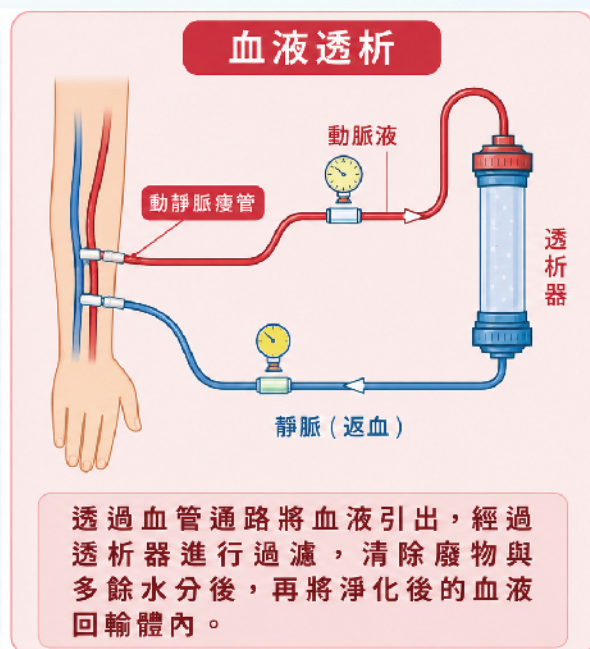 血液透析
動脈液
動靜脈瘻管
透析器
靜脈（返血）
透過血管通路將血液引出，經過
透析器進行過濾，清除廢物與
多餘水分後，再將淨化後的血液
回輸體內。